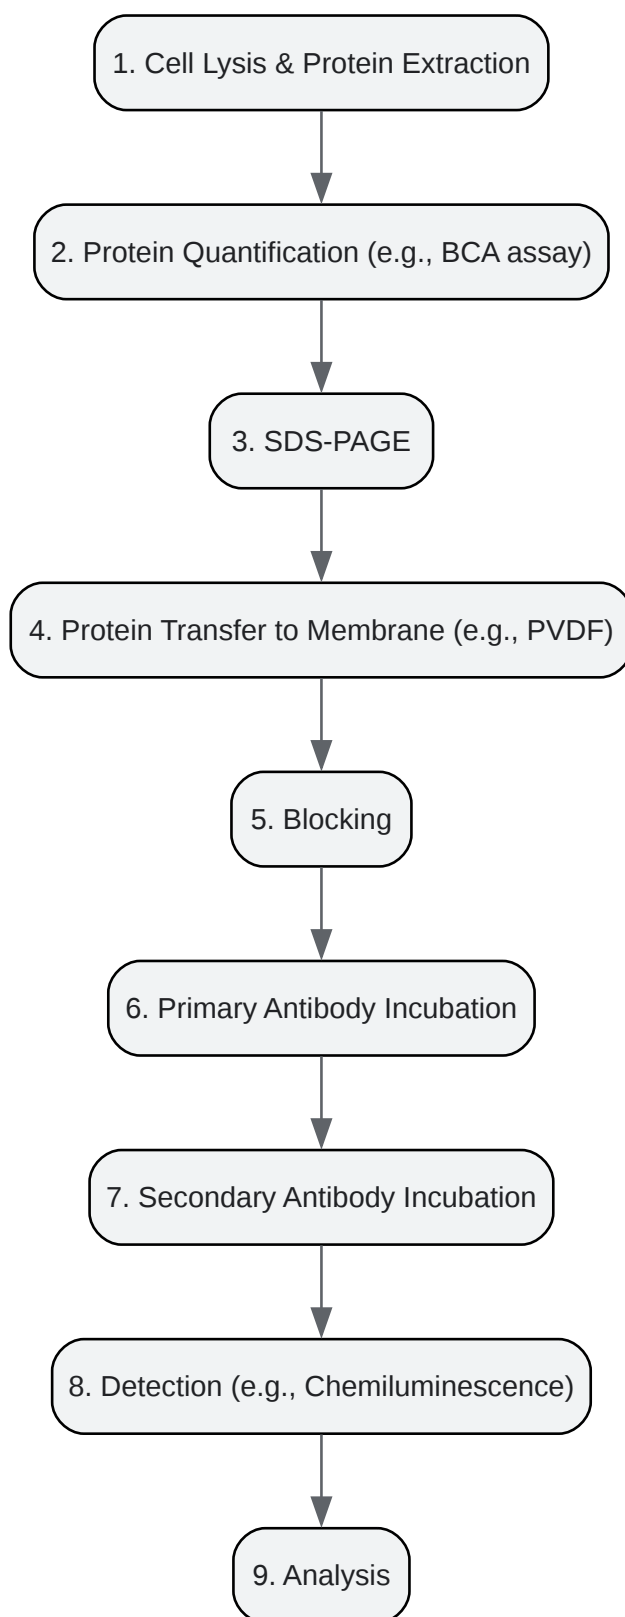 1. Cell Lysis & Protein Extraction
2. Protein Quantification (e.g., BCA assay)
3. SDS-PAGE
4. Protein Transfer to Membrane (e.g., PVDF)
5. Blocking
6. Primary Antibody Incubation
7. Secondary Antibody Incubation
8. Detection (e.g., Chemiluminescence)
9. Analysis